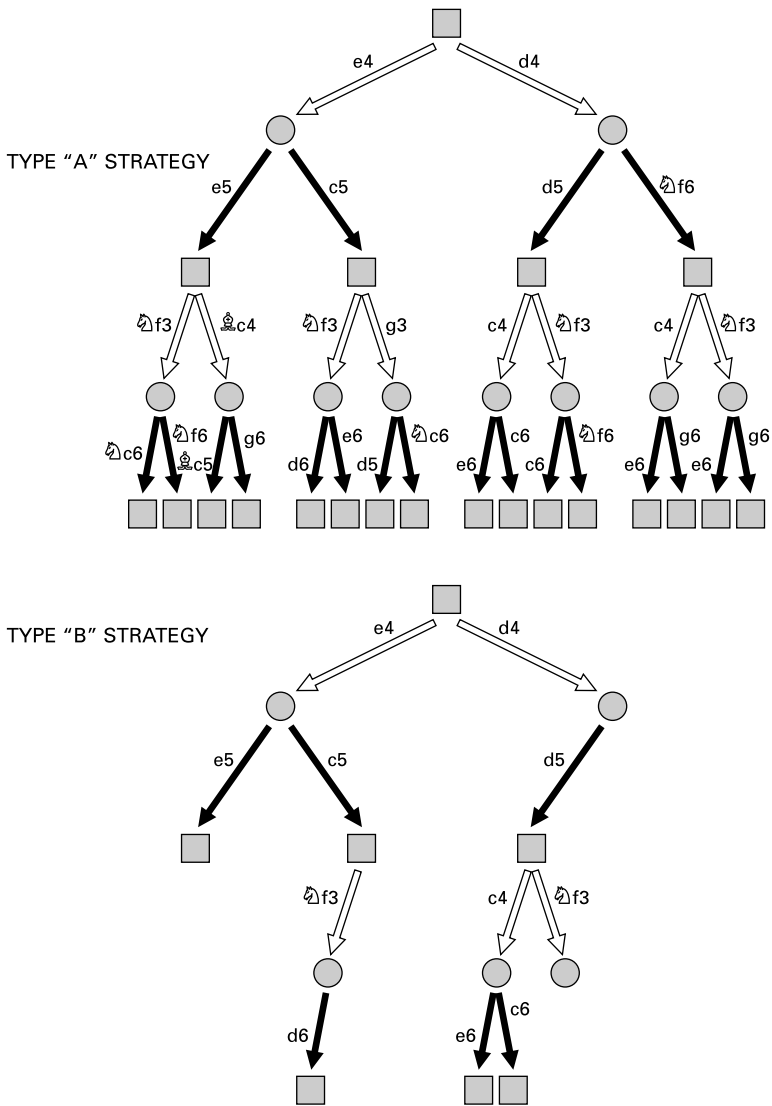 e4 d4
TYPE “A” STRATEGY
e5 c5 d5 ♘f6
♘f3 ♗c4 ♘f3 g3 c4 ♘f3 c4 ♘f3
♘c6 ♘f6 ♗c5 g6 d6 e6 d5 ♘c6 e6 c6 c6 ♘f6 e6 g6 e6 g6
TYPE “B” STRATEGY
e4 d4
e5 c5 d5
♘f3 c4 ♘f3
d6 e6 c6